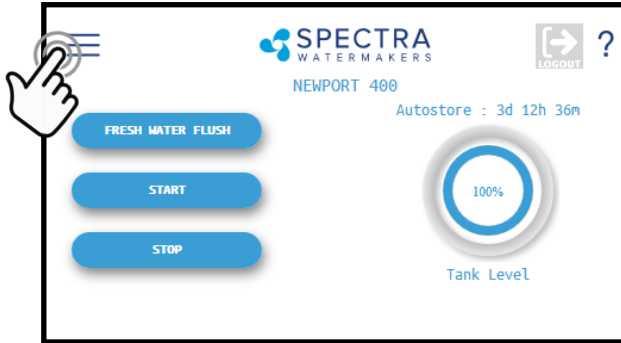 SPECTRA
WATERMAKERS
LOGOUT
?
NEWPORT 400
Autostore : 3d 12h 36m
FRESH WATER FLUSH
START
STOP
100%
Tank Level